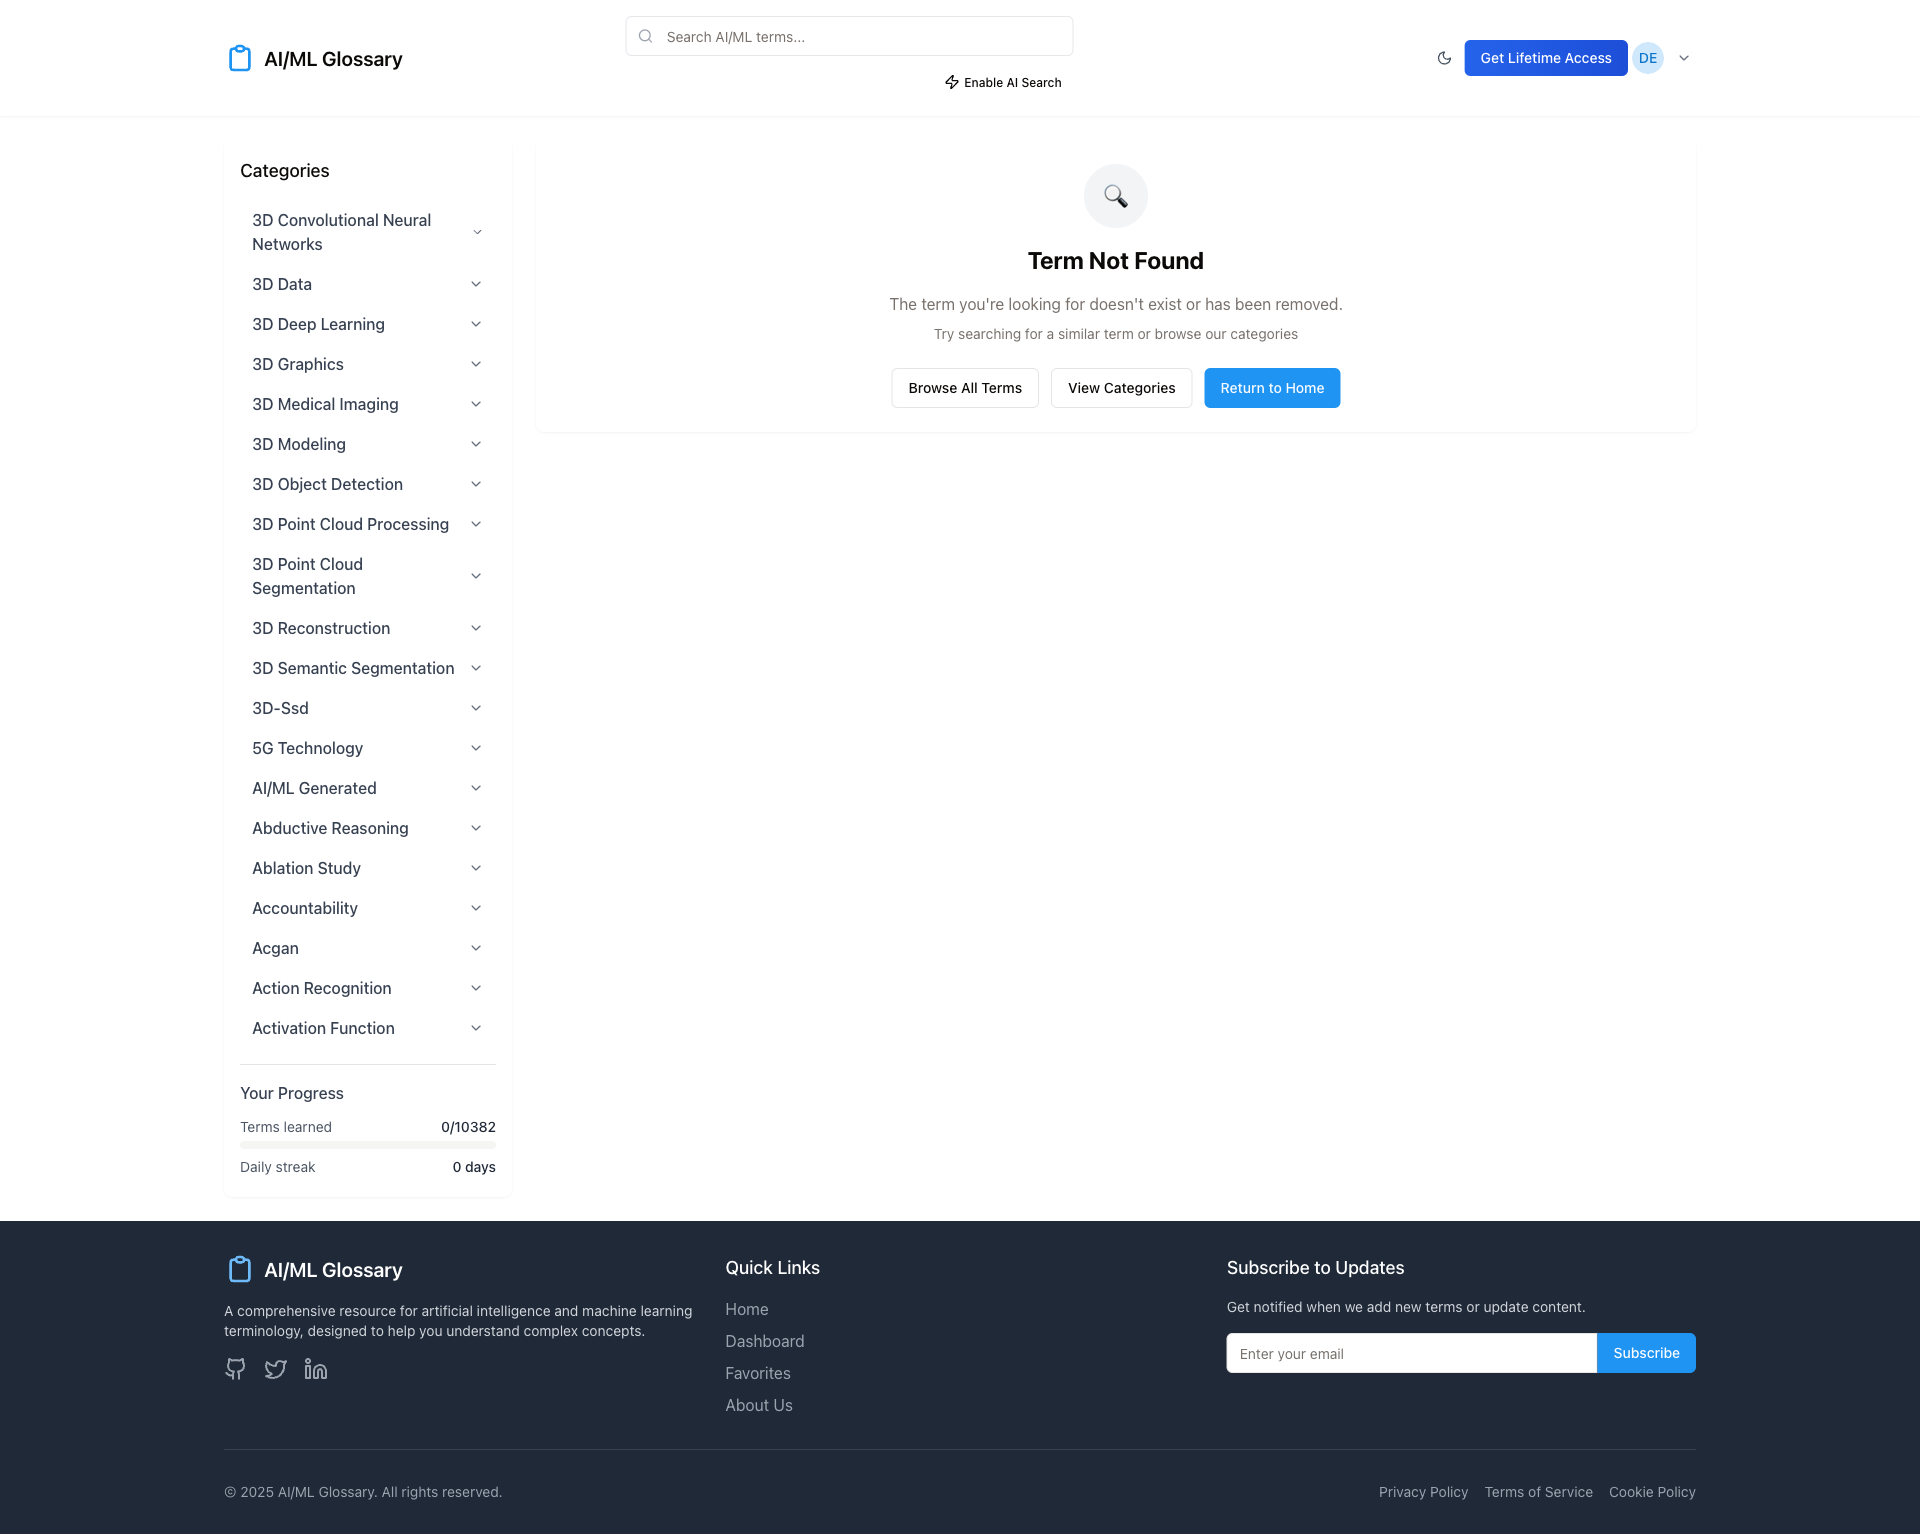 AI/ML Glossary
Search AI/ML terms...
Enable AI Search
Get Lifetime Access
DE
Categories
3D Convolutional Neural
Networks
3D Data
3D Deep Learning
3D Graphics
3D Medical Imaging
3D Modeling
3D Object Detection
3D Point Cloud Processing
3D Point Cloud
Segmentation
3D Reconstruction
3D Semantic Segmentation
3D-Ssd
5G Technology
AI/ML Generated
Abductive Reasoning
Ablation Study
Accountability
Acgan
Action Recognition
Activation Function
Your Progress
Terms learned 0/10382
Daily streak 0 days
Term Not Found
The term you're looking for doesn't exist or has been removed.
Try searching for a similar term or browse our categories
Browse All Terms
View Categories
Return to Home
AI/ML Glossary
A comprehensive resource for artificial intelligence and machine learning
terminology, designed to help you understand complex concepts.
Quick Links
Home
Dashboard
Favorites
About Us
Subscribe to Updates
Get notified when we add new terms or update content.
Enter your email
Subscribe
© 2025 AI/ML Glossary. All rights reserved.
Privacy Policy
Terms of Service
Cookie Policy